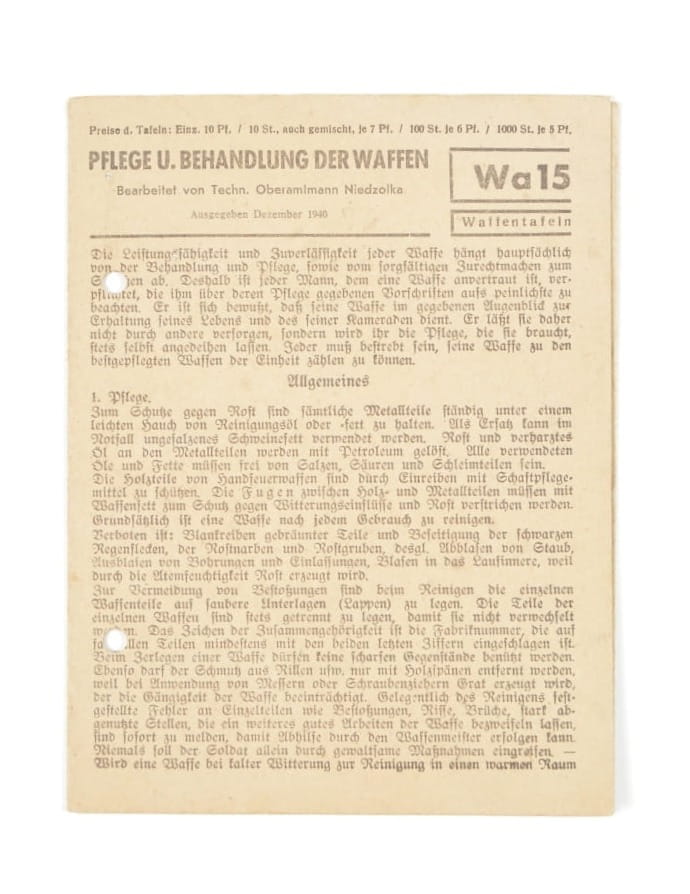 Preise d. Tafeln: Einz. 10 Pf. / 10 St., auch gemischt, je 7 Pf. / 100 St. je 6 Pf. / 1000 St. je 5 Pf.
PFLEGE U. BEHANDLUNG DER WAFFEN
Bearbeitet von Techn. Oberamtmann Niedzolka
Ausgegeben Dezember 1940
Wa15
Waffentafeln
Die Leistungsfähigkeit und Zuverlässigkeit jeder Waffe hängt hauptsächlich
von der Behandlung und Pflege, sowie vom sorgfältigen Zurechtmachen zum
ab. Deshalb ist jeder Mann, dem eine Waffe anvertraut ist, ver-
pflichtet, die ihm über deren Pflege gegebenen Vorschriften aufs peinlichste zu
beachten. Er ist sich bewußt, daß seine Waffe im gegebenen Augenblick zur
Erhaltung seines Lebens und des seiner Kameraden dient. Er läßt sie daher
nicht durch andere versorgen, sondern wird ihr die Pflege, die sie braucht,
stets selbst angedeihen lassen. Jeder muß bestrebt sein, seine Waffe zu den
bestgepflegten Waffen der Einheit zählen zu können.
Allgemeines
1. Pflege.
Zum Schutze gegen Rost sind sämtliche Metallteile ständig unter einem
leichten Hauch von Reinigungsöl oder -fett zu halten. Als Ersatz kann im
Notfall ungesalzenes Schweinefett verwendet werden. Rost und verharztes
Öl an den Metallteilen werden mit Petroleum gelöst. Alle verwendeten
Öle und Fette müssen frei von Salzen, Säuren und Schleimteilen sein.
Die Holzteile von Handfeuerwaffen sind durch Einreiben mit Schaftpflege-
mittel zu schützen. Die Fugen zwischen Holz- und Metallteilen müssen mit
Waffenfett zum Schutz gegen Witterungseinflüsse und Rost verstrichen werden.
Grundsätzlich ist eine Waffe nach jedem Gebrauch zu reinigen.
Verboten ist: Blankreiben gebräunter Teile und Beseitigung der schwarzen
Regenflecken, der Rostnarben und Rostgruben, desgl. Abblasen von Staub,
Ausblasen von Bohrungen und Einlassungen, Blasen in das Laufinnere, weil
durch die Atemfeuchtigkeit Rost erzeugt wird.
Zur Vermeidung von Bestoßungen sind beim Reinigen die einzelnen
Waffenteile auf saubere Unterlagen (Lappen) zu legen. Die Teile der
einzelnen Waffen sind stets getrennt zu legen, damit sie nicht verwechselt
werden. Das Zeichen der Zusammengehörigkeit ist die Fabriknummer, die auf
fast allen Teilen mindestens mit den beiden letzten Ziffern eingeschlagen ist.
Beim Zerlegen einer Waffe dürfen keine scharfen Gegenstände benützt werden.
Ebenso darf der Schmutz aus Rillen usw. nur mit Holzspänen entfernt werden,
weil bei Anwendung von Messern oder Schraubenziehern Grat erzeugt wird,
der die Gängigkeit der Waffe beeinträchtigt. Gelegentlich des Reinigens fest-
gestellte Fehler an Einzelteilen wie Bestoßungen, Risse, Brüche, stark ab-
genutzte Stellen, die ein weiteres gutes Arbeiten der Waffe bezweifeln lassen,
sind sofort zu melden, damit Abhilfe durch den Waffenmeister erfolgen kann.
Niemals soll der Soldat allein durch gewaltsame Maßnahmen eingreifen. —
Wird eine Waffe bei kalter Witterung zur Reinigung in einen warmen Raum